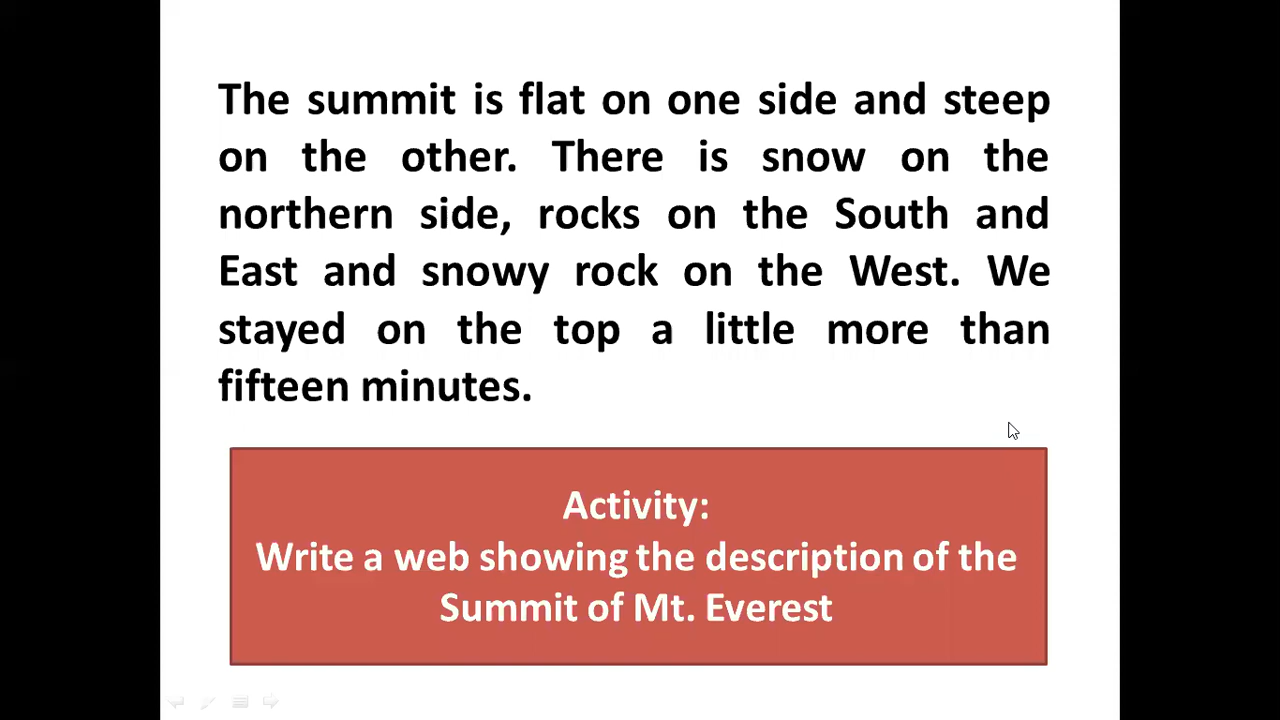 The summit is flat on one side and steep
on the other. There is snow on the
northern side, rocks on the South and
East and snowy rock on the West. We
stayed on the top a little more than
fifteen minutes.
Activity:
Write a web showing the description of the
Summit of Mt. Everest